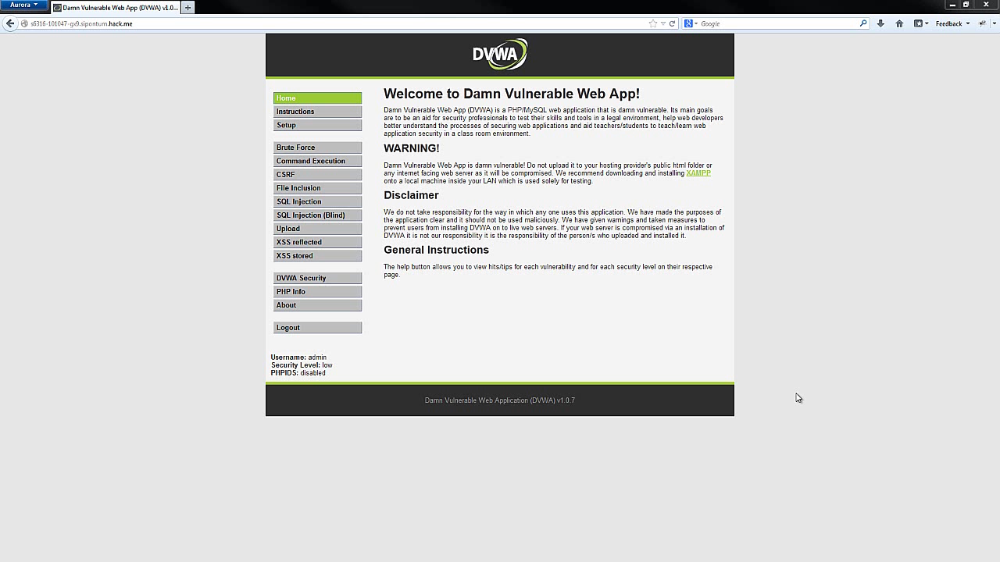 Aurora
Damn Vulnerable Web App (DVWA) v1.0...
s6316-101047-gx9.sipontum.hack.me
Google
Feedback
DVWA
Home
Instructions
Setup
Brute Force
Command Execution
CSRF
File Inclusion
SQL Injection
SQL Injection (Blind)
Upload
XSS reflected
XSS stored
DVWA Security
PHP Info
About
Logout
Username: admin
Security Level: low
PHPIDS: disabled
Welcome to Damn Vulnerable Web App!
Damn Vulnerable Web App (DVWA) is a PHP/MySQL web application that is damn vulnerable. Its main goals
are to be an aid for security professionals to test their skills and tools in a legal environment, help web developers
better understand the processes of securing web applications and aid teachers/students to teach/learn web
application security in a class room environment.
WARNING!
Damn Vulnerable Web App is damn vulnerable! Do not upload it to your hosting provider's public html folder or
any internet facing web server as it will be compromised. We recommend downloading and installing XAMPP
onto a local machine inside your LAN which is used solely for testing.
Disclaimer
We do not take responsibility for the way in which any one uses this application. We have made the purposes of
the application clear and it should not be used maliciously. We have given warnings and taken measures to
prevent users from installing DVWA on to live web servers. If your web server is compromised via an installation of
DVWA it is not our responsibility it is the responsibility of the person/s who uploaded and installed it.
General Instructions
The help button allows you to view hits/tips for each vulnerability and for each security level on their respective
page.
Damn Vulnerable Web Application (DVWA) v1.0.7